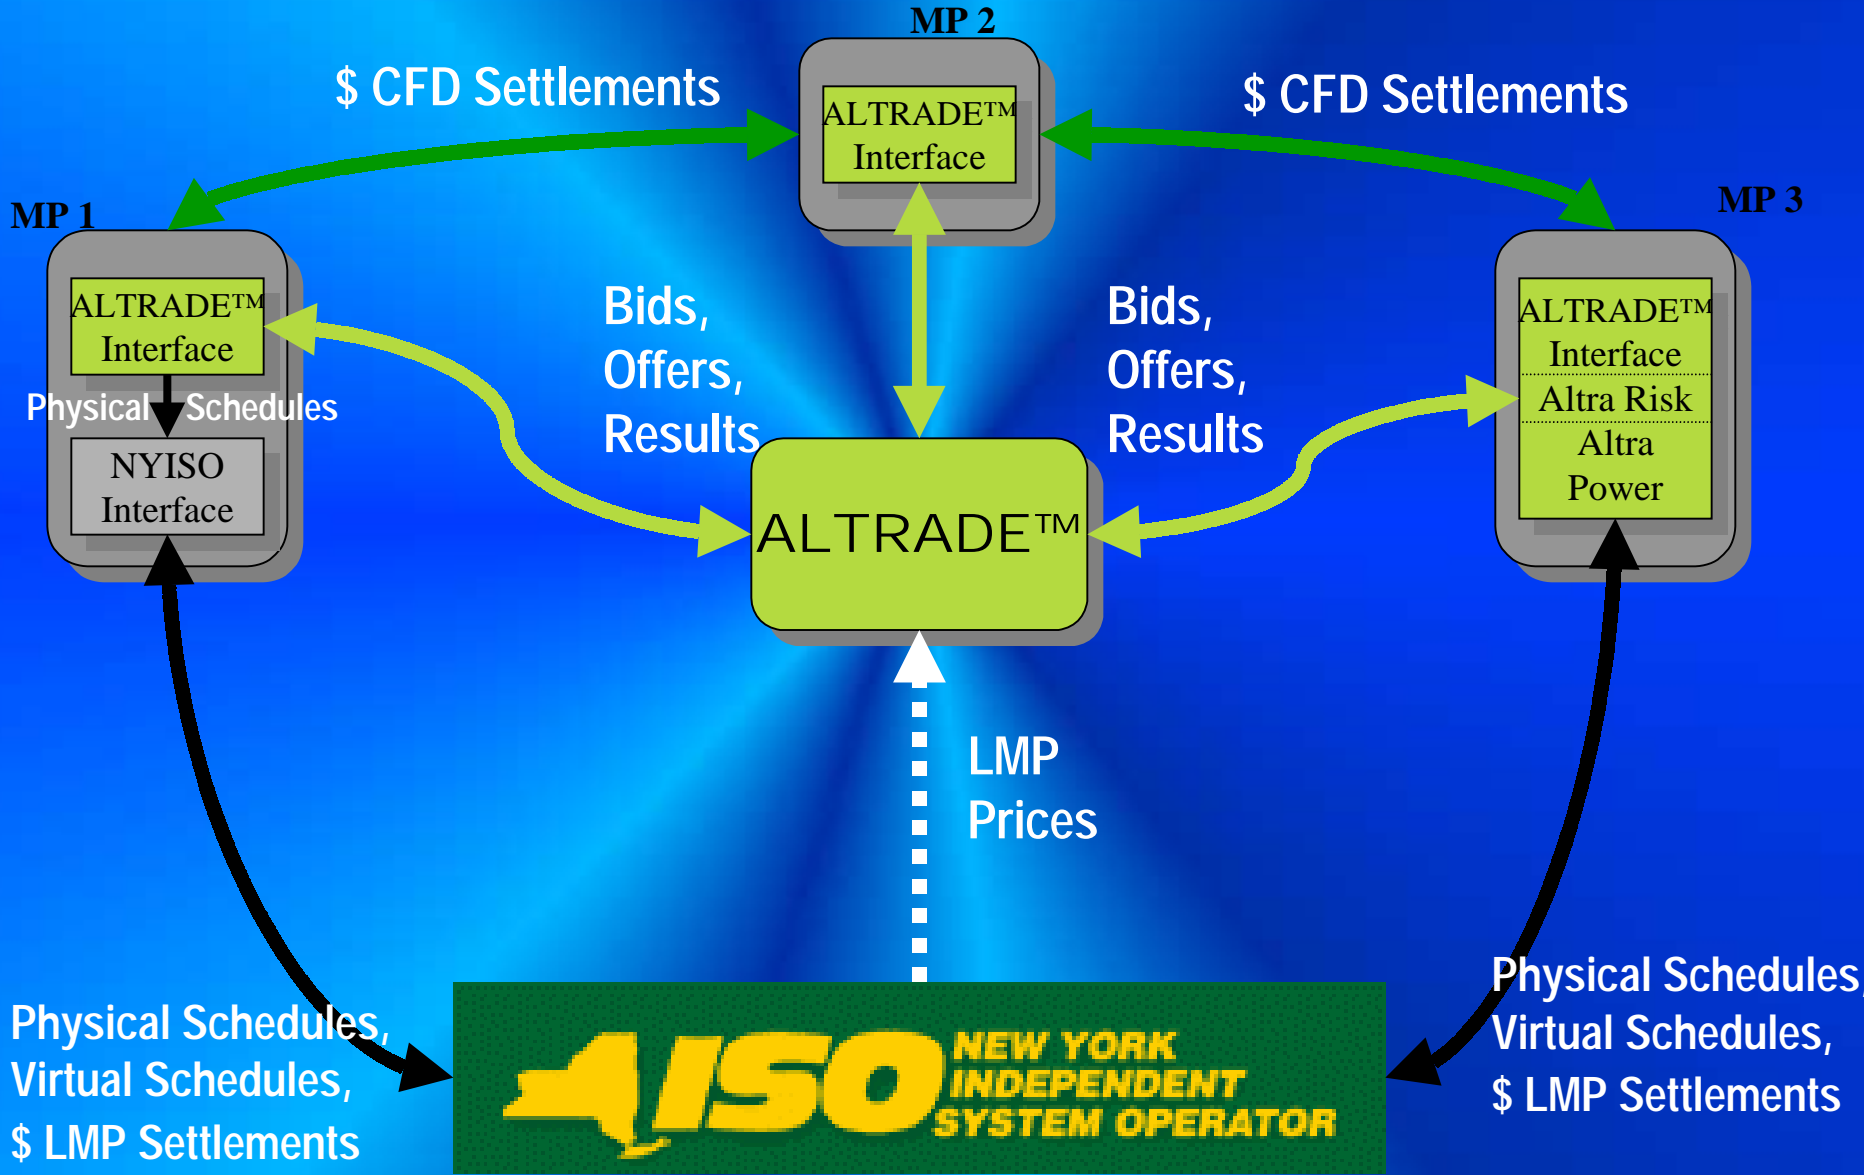 MP 2
$ CFD Settlements
$ CFD Settlements
ALTRADE™
Interface
MP 1
MP 3
ALTRADE™
Interface
Physical Schedules
NYISO
Interface
Bids,
Offers,
Results
Bids,
Offers,
Results
ALTRADE™
Interface
Altra Risk
Altra
Power
ALTRADE™
LMP
Prices
Physical Schedules,
Virtual Schedules,
$ LMP Settlements
ISO
NEW YORK
INDEPENDENT
SYSTEM OPERATOR
Physical Schedules,
Virtual Schedules,
$ LMP Settlements